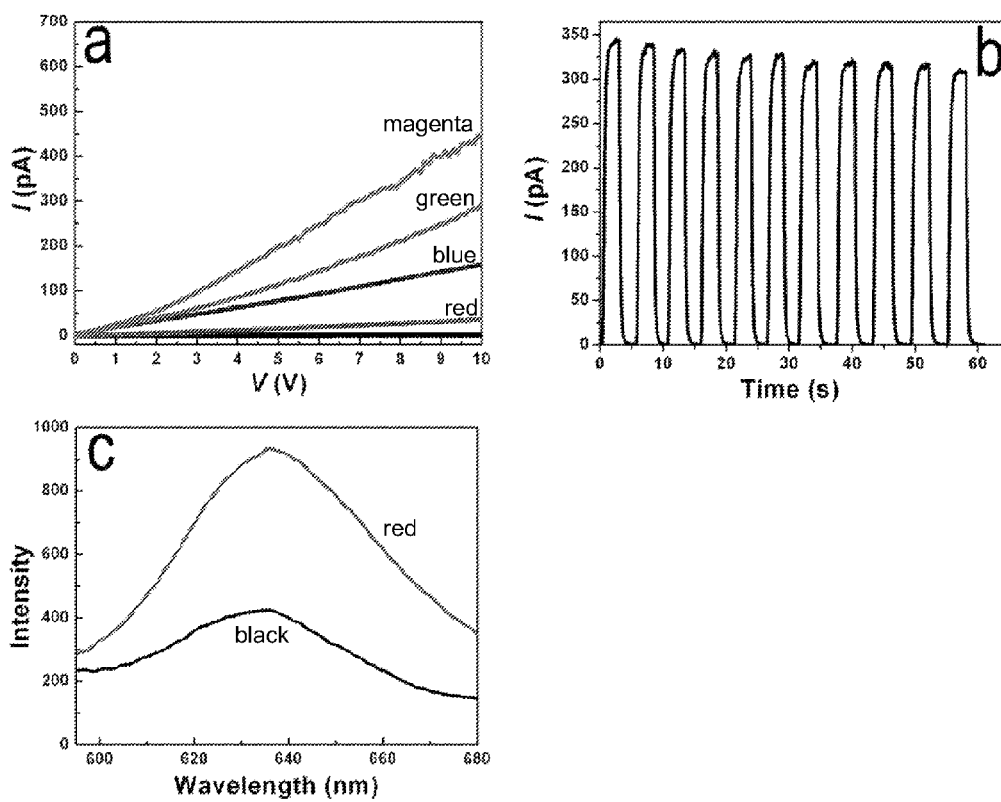 a
700
600
500
450
400
300
200
100
0
I (pA)
magenta
green
blue
red
0 1 2 3 4 5 6 7 8 9 10
V (V)
b
350
300
250
200
150
100
50
0
I (pA)
0 10 20 30 40 50 60
Time (s)
c
1000
800
600
400
200
0
Intensity
red
black
600 620 640 660 680
Wavelength (nm)